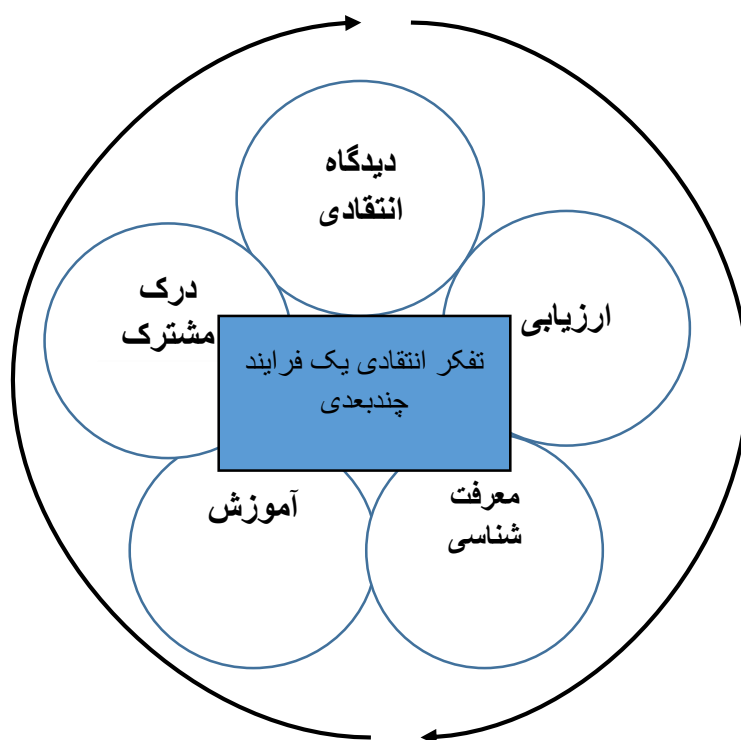 دیدگاه
انتقادی
ارزیابی
درک
مشترک
تفکر انتقادی یک فرایند
چندبعدی
معرفت
شناسی
آموزش